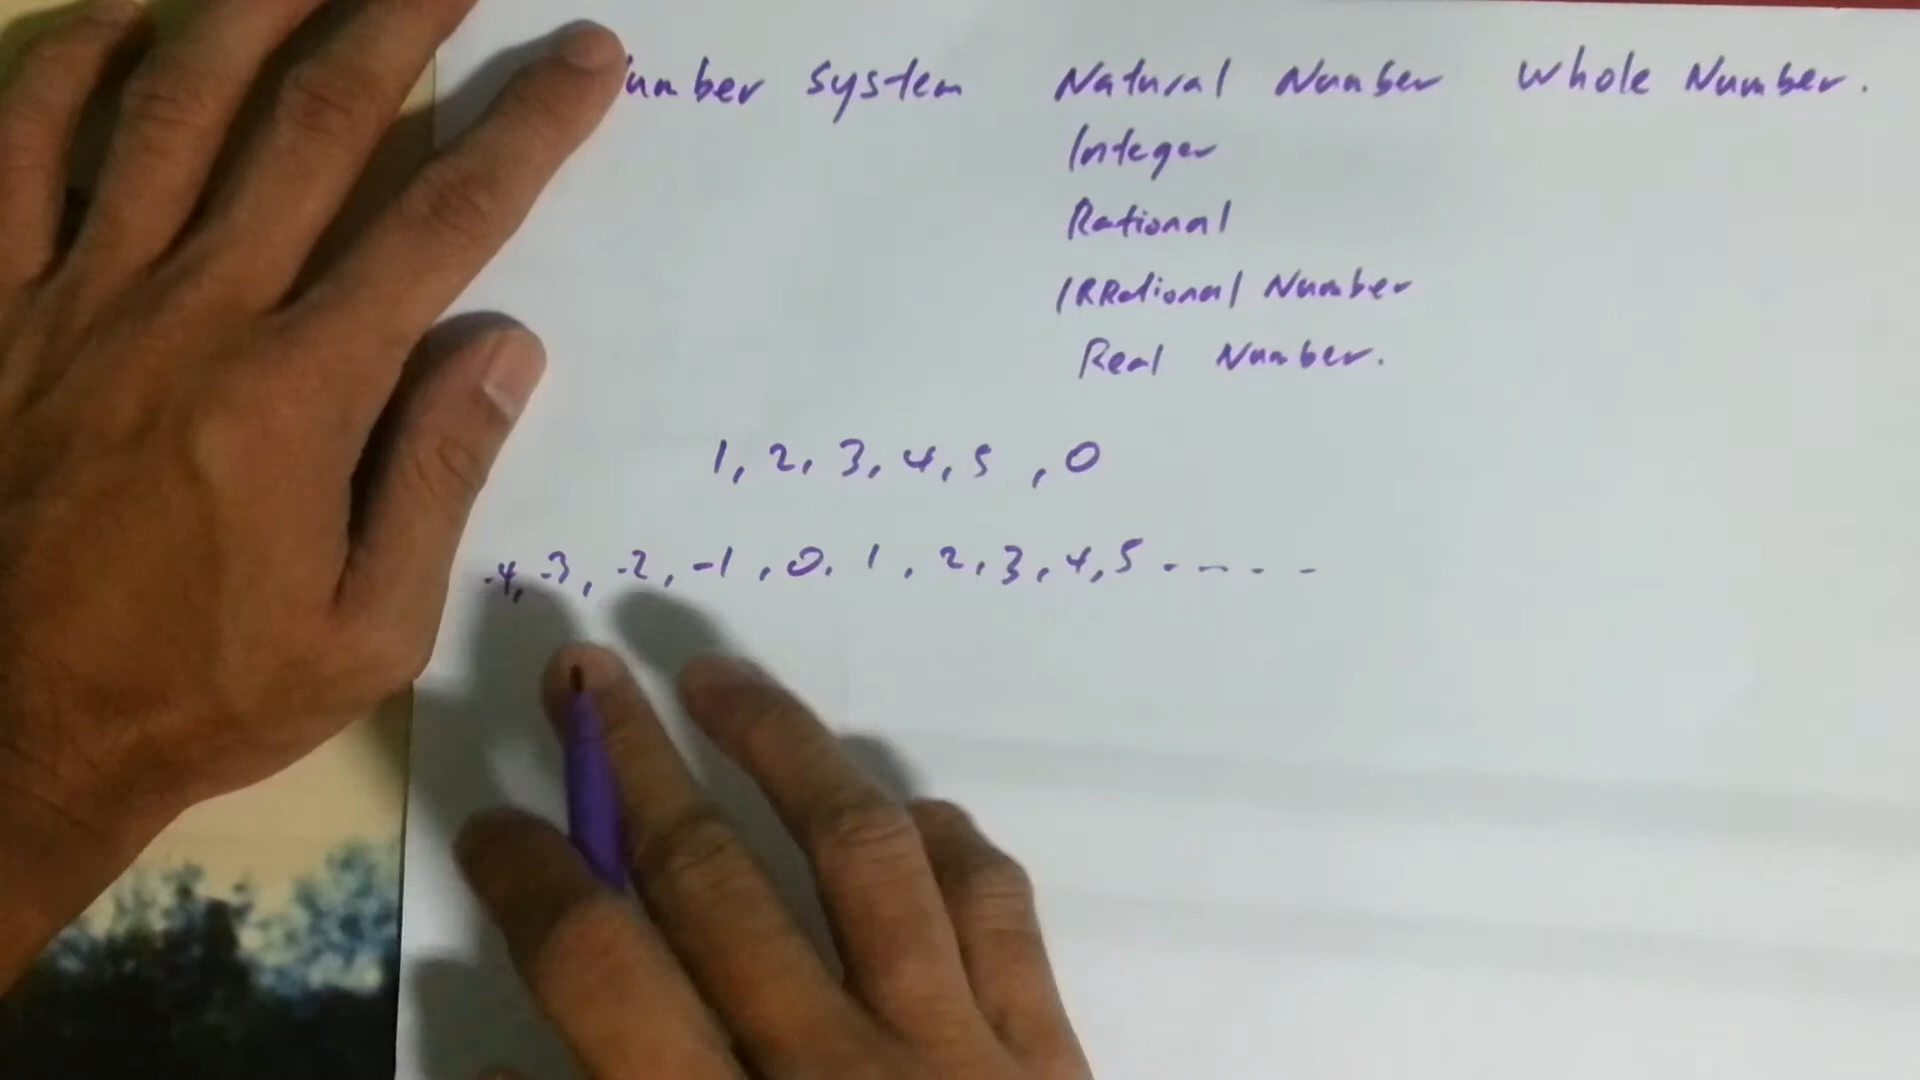 umber System Natural Number Whole Number.
Integer
Rational
IRRational Number
Real Number.
1, 2, 3, 4, 5 , 0
-4, -3, -2, -1, 0, 1, 2, 3, 4, 5 - - - -